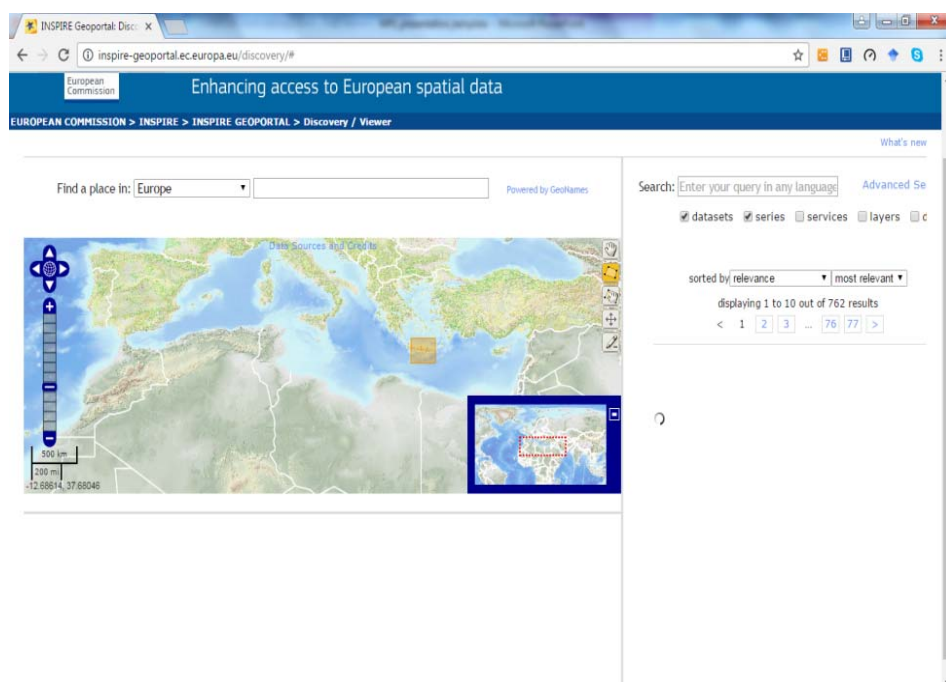 INSPIRE Geoportal: Disc
inspire-geoportal.ec.europa.eu/discovery/#
European
Commission
Enhancing access to European spatial data
EUROPEAN COMMISSION > INSPIRE > INSPIRE GEOPORTAL > Discovery / Viewer
What's new
Find a place in: Europe
Powered by GeoNames
Search: Enter your query in any language
Advanced Se
datasets series services layers d
Data Sources and Credits
sorted by relevance most relevant
displaying 1 to 10 out of 762 results
< 1 2 3 ... 76 77 >
500 km
200 mi
-12.68614, 37.68046